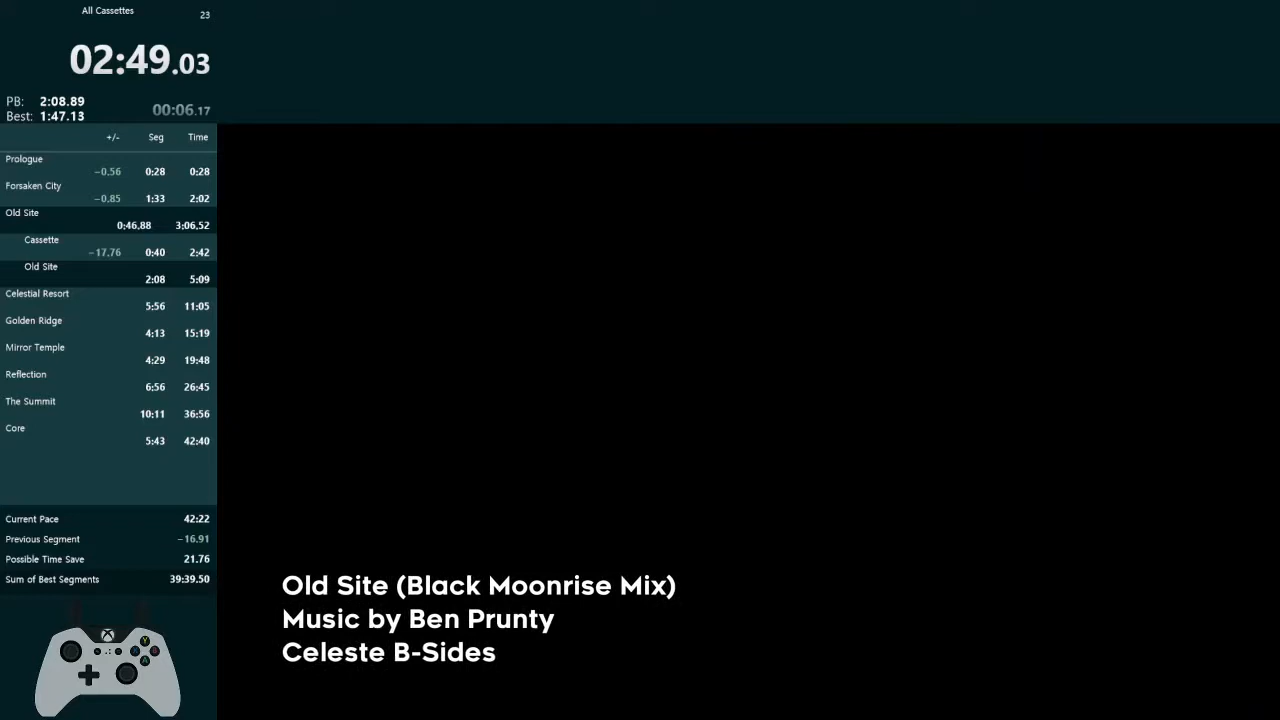 All Cassettes
23
02:49.03
PB: 2:08.89
Best: 1:47.13
00:06.17
+/- Seg Time
Prologue
−0.56 0:28 0:28
Forsaken City
−0.85 1:33 2:02
Old Site
0:46.88 3:06.52
Cassette
−17.76 0:40 2:42
Old Site
2:08 5:09
Celestial Resort
5:56 11:05
Golden Ridge
4:13 15:19
Mirror Temple
4:29 19:48
Reflection
6:56 26:45
The Summit
10:11 36:56
Core
5:43 42:40
Current Pace 42:22
Previous Segment −16.91
Possible Time Save 21.76
Sum of Best Segments 39:39.50
Y
X B
A
Old Site (Black Moonrise Mix)
Music by Ben Prunty
Celeste B-Sides